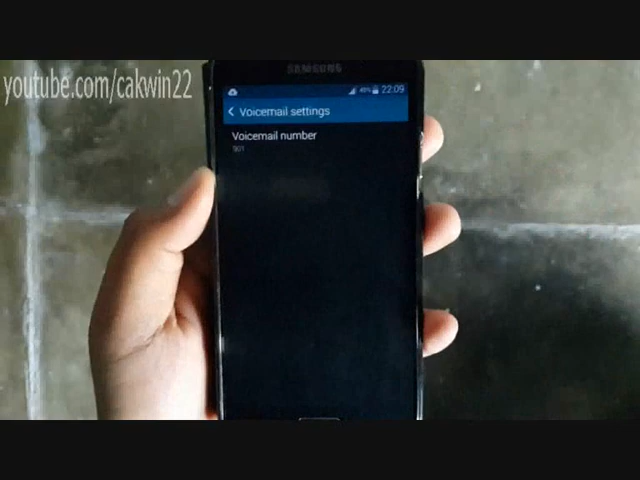 youtube.com/cakwin22
SAMSUNG
22:09
Voicemail settings
Voicemail number
901